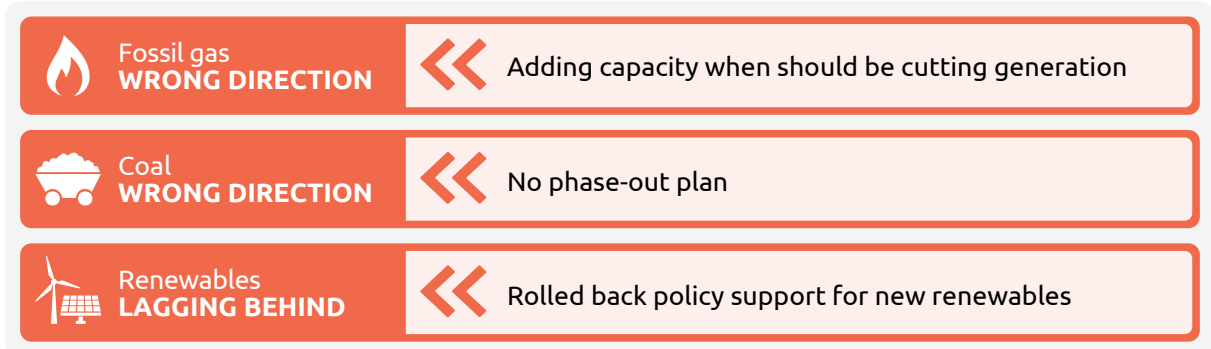 Fossil gas
WRONG DIRECTION
Adding capacity when should be cutting generation
Coal
WRONG DIRECTION
No phase-out plan
Renewables
LAGGING BEHIND
Rolled back policy support for new renewables